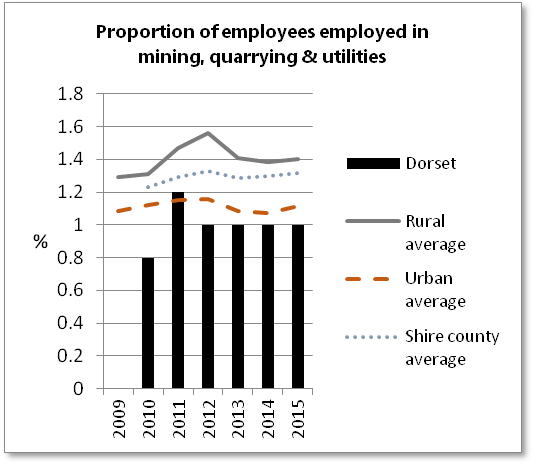 Proportion of employees employed in
mining, quarrying & utilities
1.8
1.6
1.4
1.2
1
0.8
0.6
0.4
0.2
0
%
2009
2010
2011
2012
2013
2014
2015
Dorset
Rural
average
Urban
average
Shire county
average